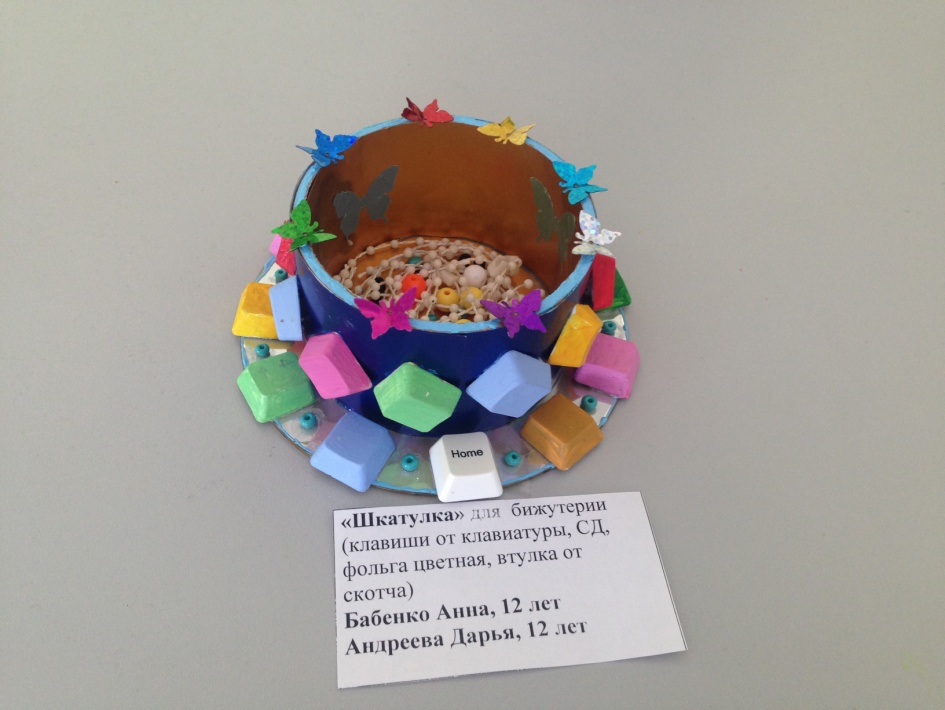 Home
«Шкатулка» для бижутерии
(клавиши от клавиатуры, СД,
фольга цветная, втулка от
скотча)
Бабенко Анна, 12 лет
Андреева Дарья, 12 лет